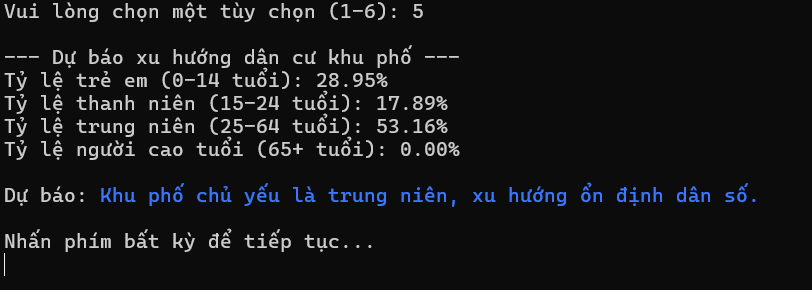 Vui lòng chọn một tùy chọn (1-6): 5
--- Dự báo xu hướng dân cư khu phố ---
Tỷ lệ trẻ em (0-14 tuổi): 28.95%
Tỷ lệ thanh niên (15-24 tuổi): 17.89%
Tỷ lệ trung niên (25-64 tuổi): 53.16%
Tỷ lệ người cao tuổi (65+ tuổi): 0.00%
Dự báo: Khu phố chủ yếu là trung niên, xu hướng ổn định dân số.
Nhấn phím bất kỳ để tiếp tục...